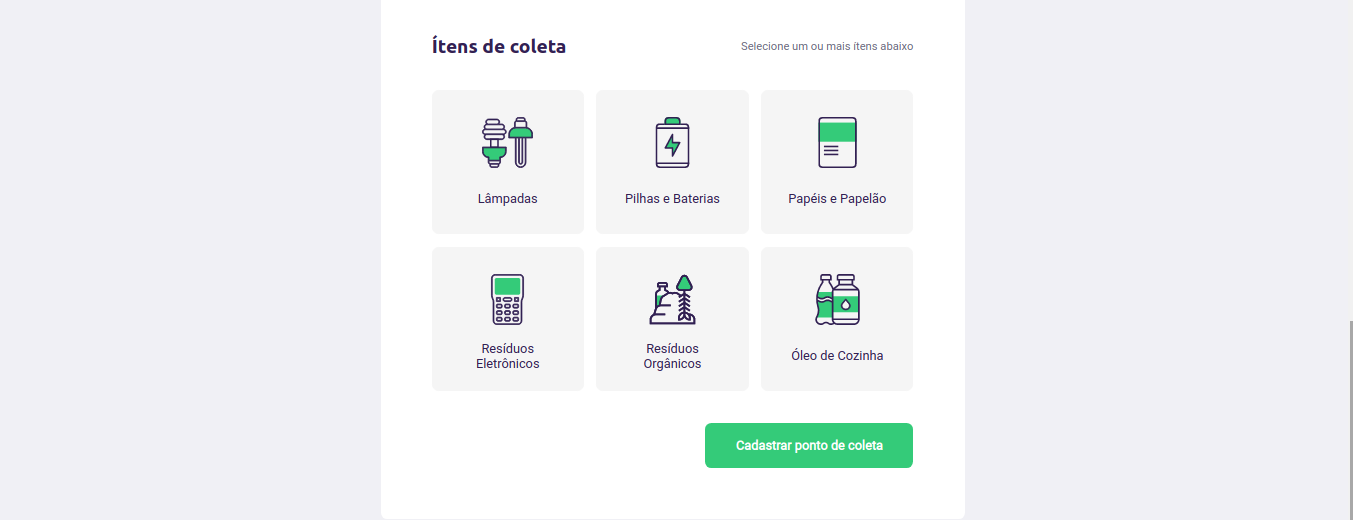 Ítens de coleta
Selecione um ou mais ítens abaixo
Lâmpadas
Pilhas e Baterias
Papéis e Papelão
Resíduos
Eletrônicos
Resíduos
Orgânicos
Óleo de Cozinha
Cadastrar ponto de coleta